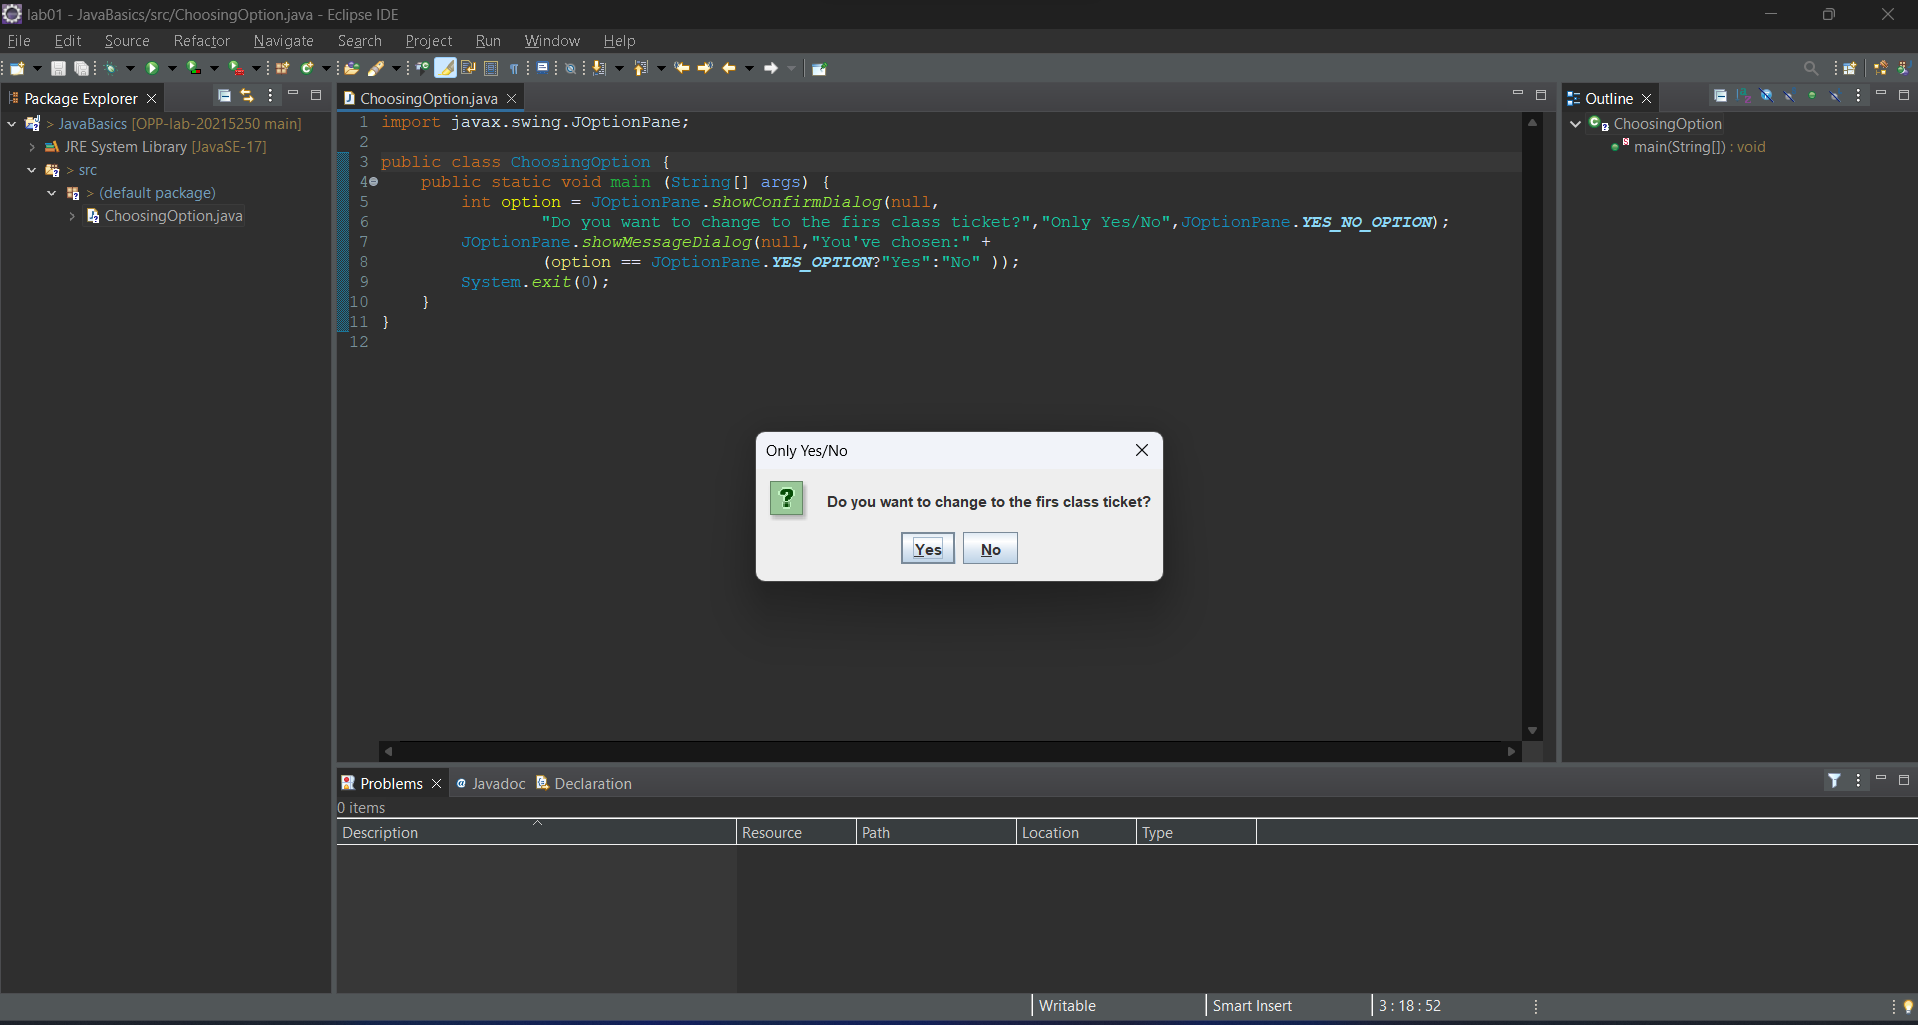 lab01 - JavaBasics/src/ChoosingOption.java - Eclipse IDE
File Edit Source Refactor Navigate Search Project Run Window Help
Package Explorer
> JavaBasics [OPP-lab-20215250 main]
JRE System Library [JavaSE-17]
> src
> (default package)
ChoosingOption.java
ChoosingOption.java
1 import javax.swing.JOptionPane;
2
3 public class ChoosingOption {
4 public static void main (String[] args) {
5 int option = JOptionPane.showConfirmDialog(null,
6 "Do you want to change to the firs class ticket?","Only Yes/No",JOptionPane.YES_NO_OPTION);
7 JOptionPane.showMessageDialog(null,"You've chosen:" +
8 (option == JOptionPane.YES_OPTION?"Yes":"No" ));
9 System.exit(0);
10 }
11 }
12
Only Yes/No
?
Do you want to change to the firs class ticket?
Yes No
Outline
ChoosingOption
main(String[]) : void
Problems @ Javadoc Declaration
0 items
Description Resource Path Location Type
Writable Smart Insert 3 : 18 : 52